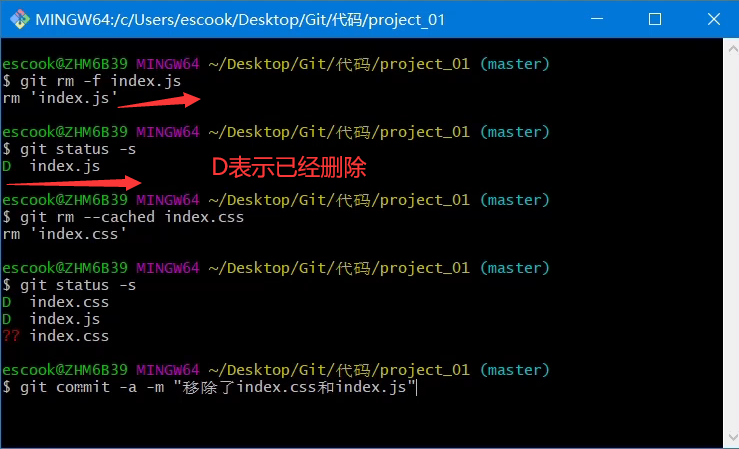 MINGW64:/c/Users/escook/Desktop/Git/代码/project_01
escook@ZHM6B39 MINGW64 ~/Desktop/Git/代码/project_01 (master)
$ git rm -f index.js
rm 'index.js'
escook@ZHM6B39 MINGW64 ~/Desktop/Git/代码/project_01 (master)
$ git status -s
D  index.js
D表示已经删除
escook@ZHM6B39 MINGW64 ~/Desktop/Git/代码/project_01 (master)
$ git rm --cached index.css
rm 'index.css'
escook@ZHM6B39 MINGW64 ~/Desktop/Git/代码/project_01 (master)
$ git status -s
D  index.css
D  index.js
?? index.css
escook@ZHM6B39 MINGW64 ~/Desktop/Git/代码/project_01 (master)
$ git commit -a -m "移除了index.css和index.js"